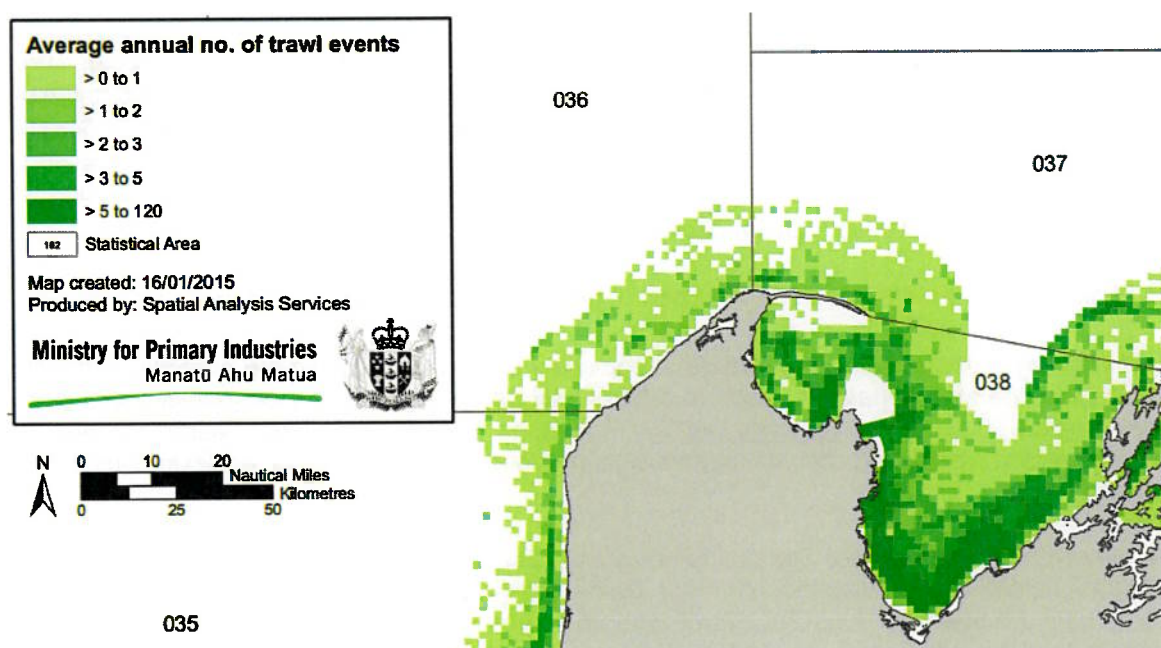 Average annual no. of trawl events
> 0 to 1
> 1 to 2
> 2 to 3
> 3 to 5
> 5 to 120
182 Statistical Area
Map created: 16/01/2015
Produced by: Spatial Analysis Services
Ministry for Primary Industries
Manatū Ahu Matua
036
037
038
N
0 10 20
Nautical Miles
Kilometres
0 25 50
035